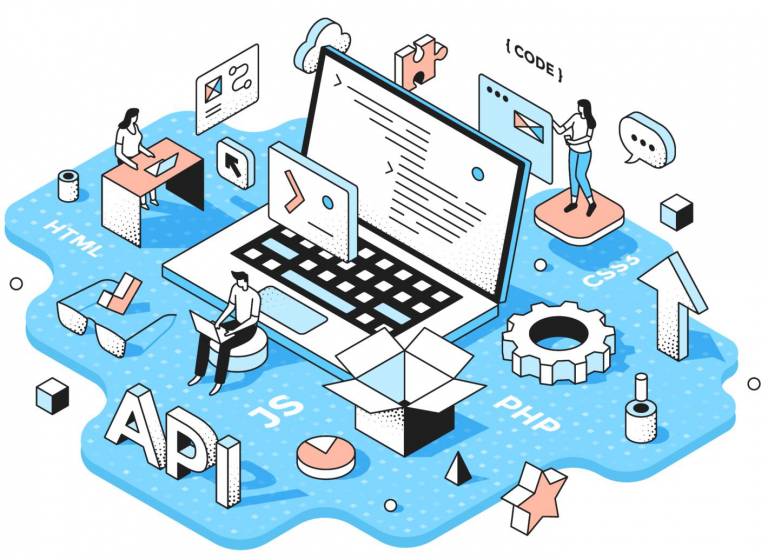 { CODE }
HTML
CSS3
JS
PHP
API